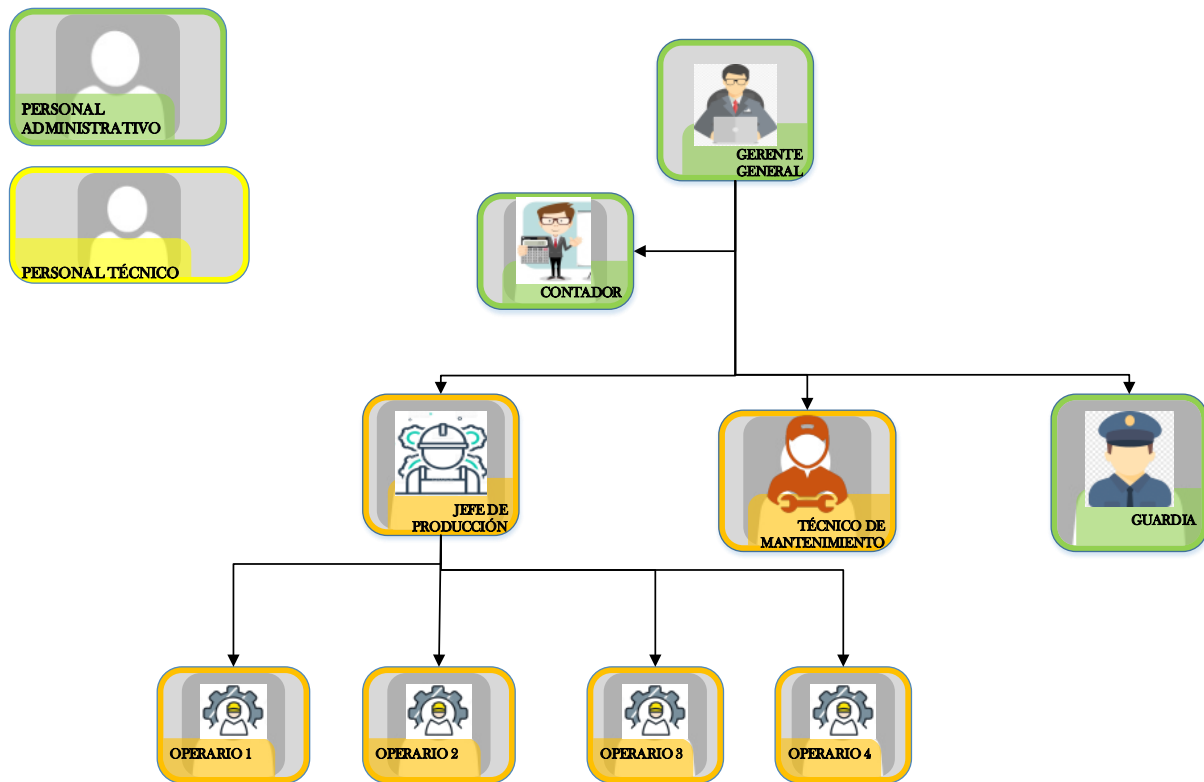 PERSONAL
ADMINISTRATIVO
PERSONAL TÉCNICO
GERENTE
GENERAL
CONTADOR
JEFE DE
PRODUCCIÓN
TÉCNICO DE
MANTENIMIENTO
GUARDIA
OPERARIO 1
OPERARIO 2
OPERARIO 3
OPERARIO 4